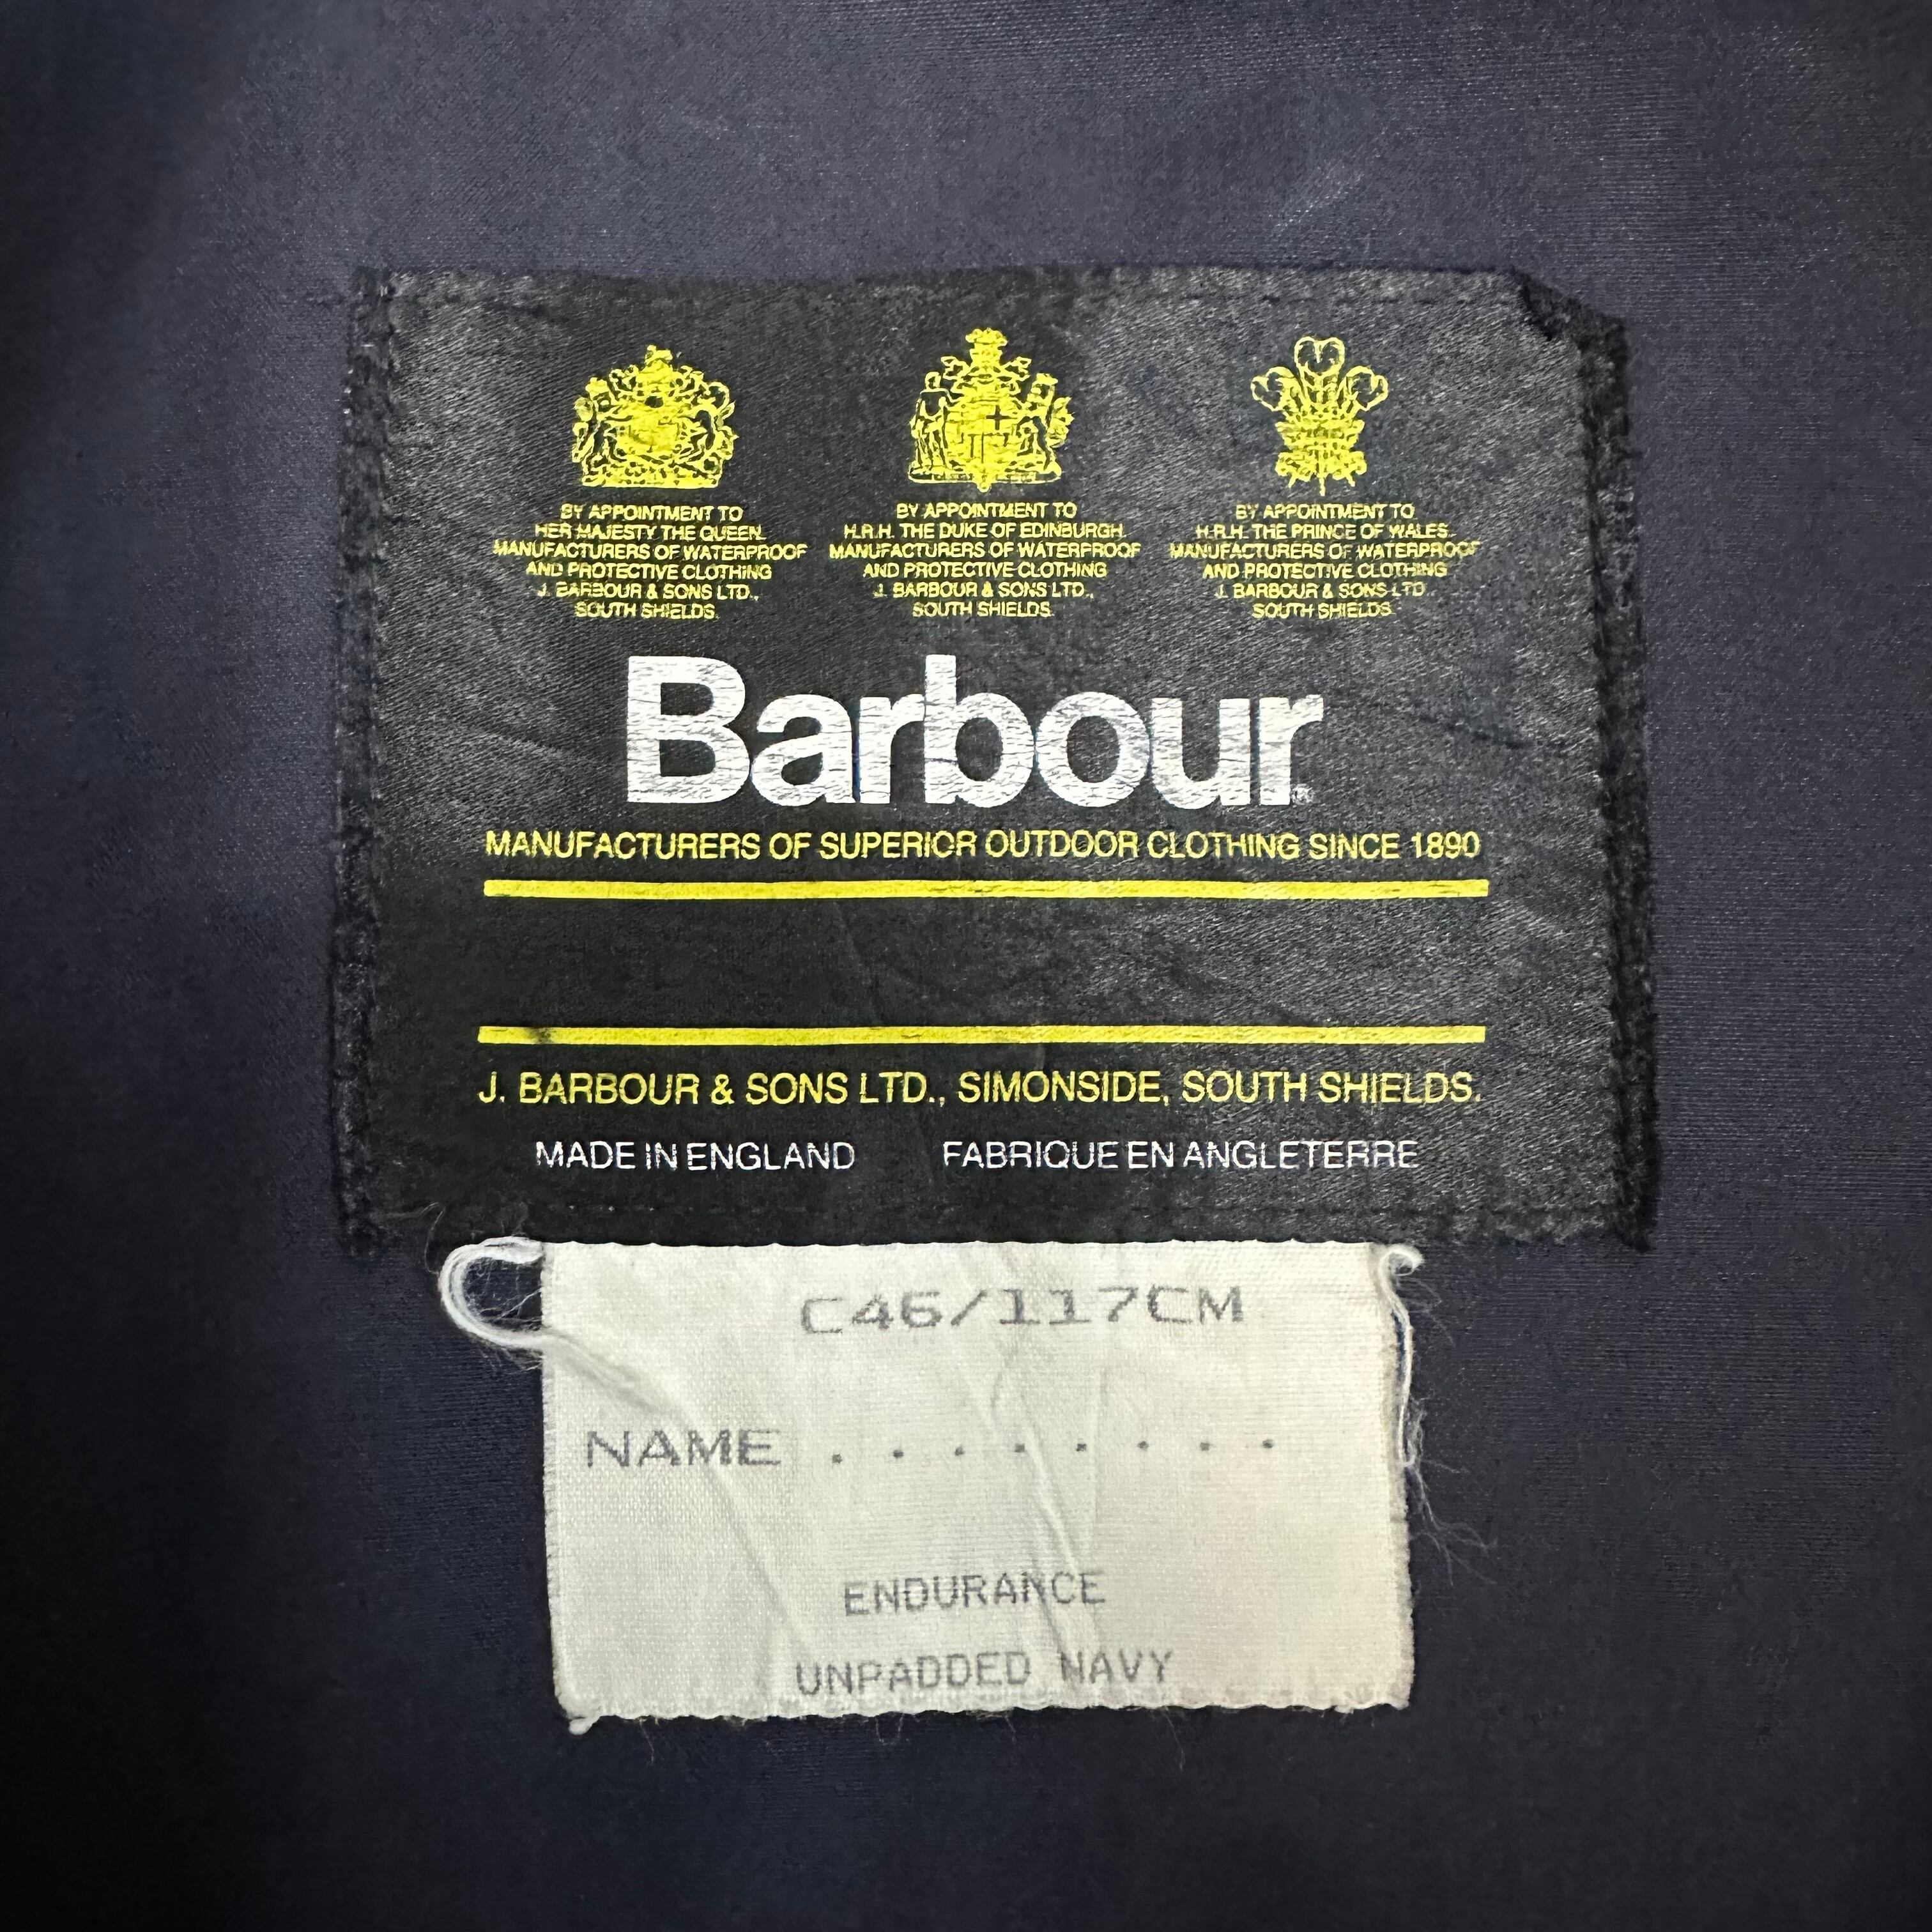 BY APPOINTMENT TO
HER MAJESTY THE QUEEN
MANUFACTURERS OF WATERPROOF
AND PROTECTIVE CLOTHING
J. BARBOUR & SONS LTD.,
SOUTH SHIELDS.
BY APPOINTMENT TO
H.R.H. THE DUKE OF EDINBURGH.
MANUFACTURERS OF WATERPROOF
AND PROTECTIVE CLOTHING
J. BARBOUR & SONS LTD.,
SOUTH SHIELDS.
BY APPOINTMENT TO
H.R.H. THE PRINCE OF WALES
MANUFACTURERS OF WATERPROOF
AND PROTECTIVE CLOTHING
J. BARBOUR & SONS LTD
SOUTH SHIELDS.
Barbour®
MANUFACTURERS OF SUPERIOR OUTDOOR CLOTHING SINCE 1890
J. BARBOUR & SONS LTD., SIMONSIDE, SOUTH SHIELDS.
MADE IN ENGLAND FABRIQUE EN ANGLETERRE
C46/117CM
NAME . . . . . . . .
ENDURANCE
UNPADDED NAVY